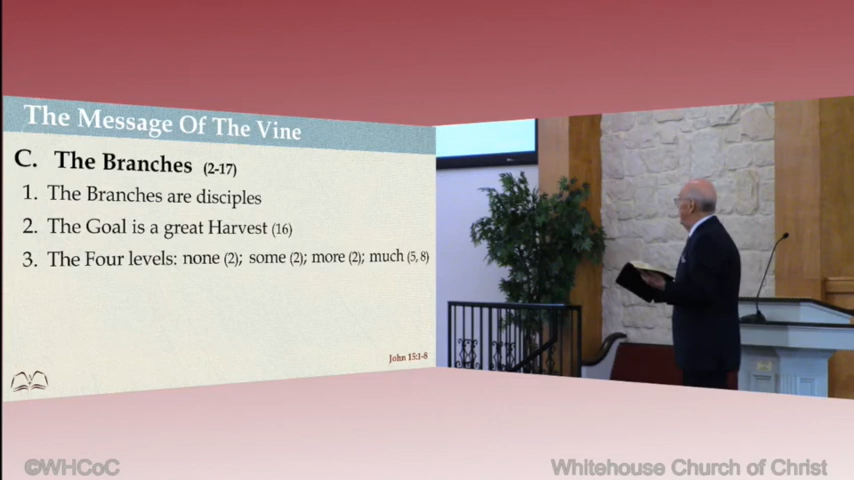 The Message Of The Vine
C. The Branches (2-17)
1. The Branches are disciples
2. The Goal is a great Harvest (16)
3. The Four levels: none (2); some (2); more (2); much (5, 8)
John 15:1-8
©WHCoC
Whitehouse Church of Christ